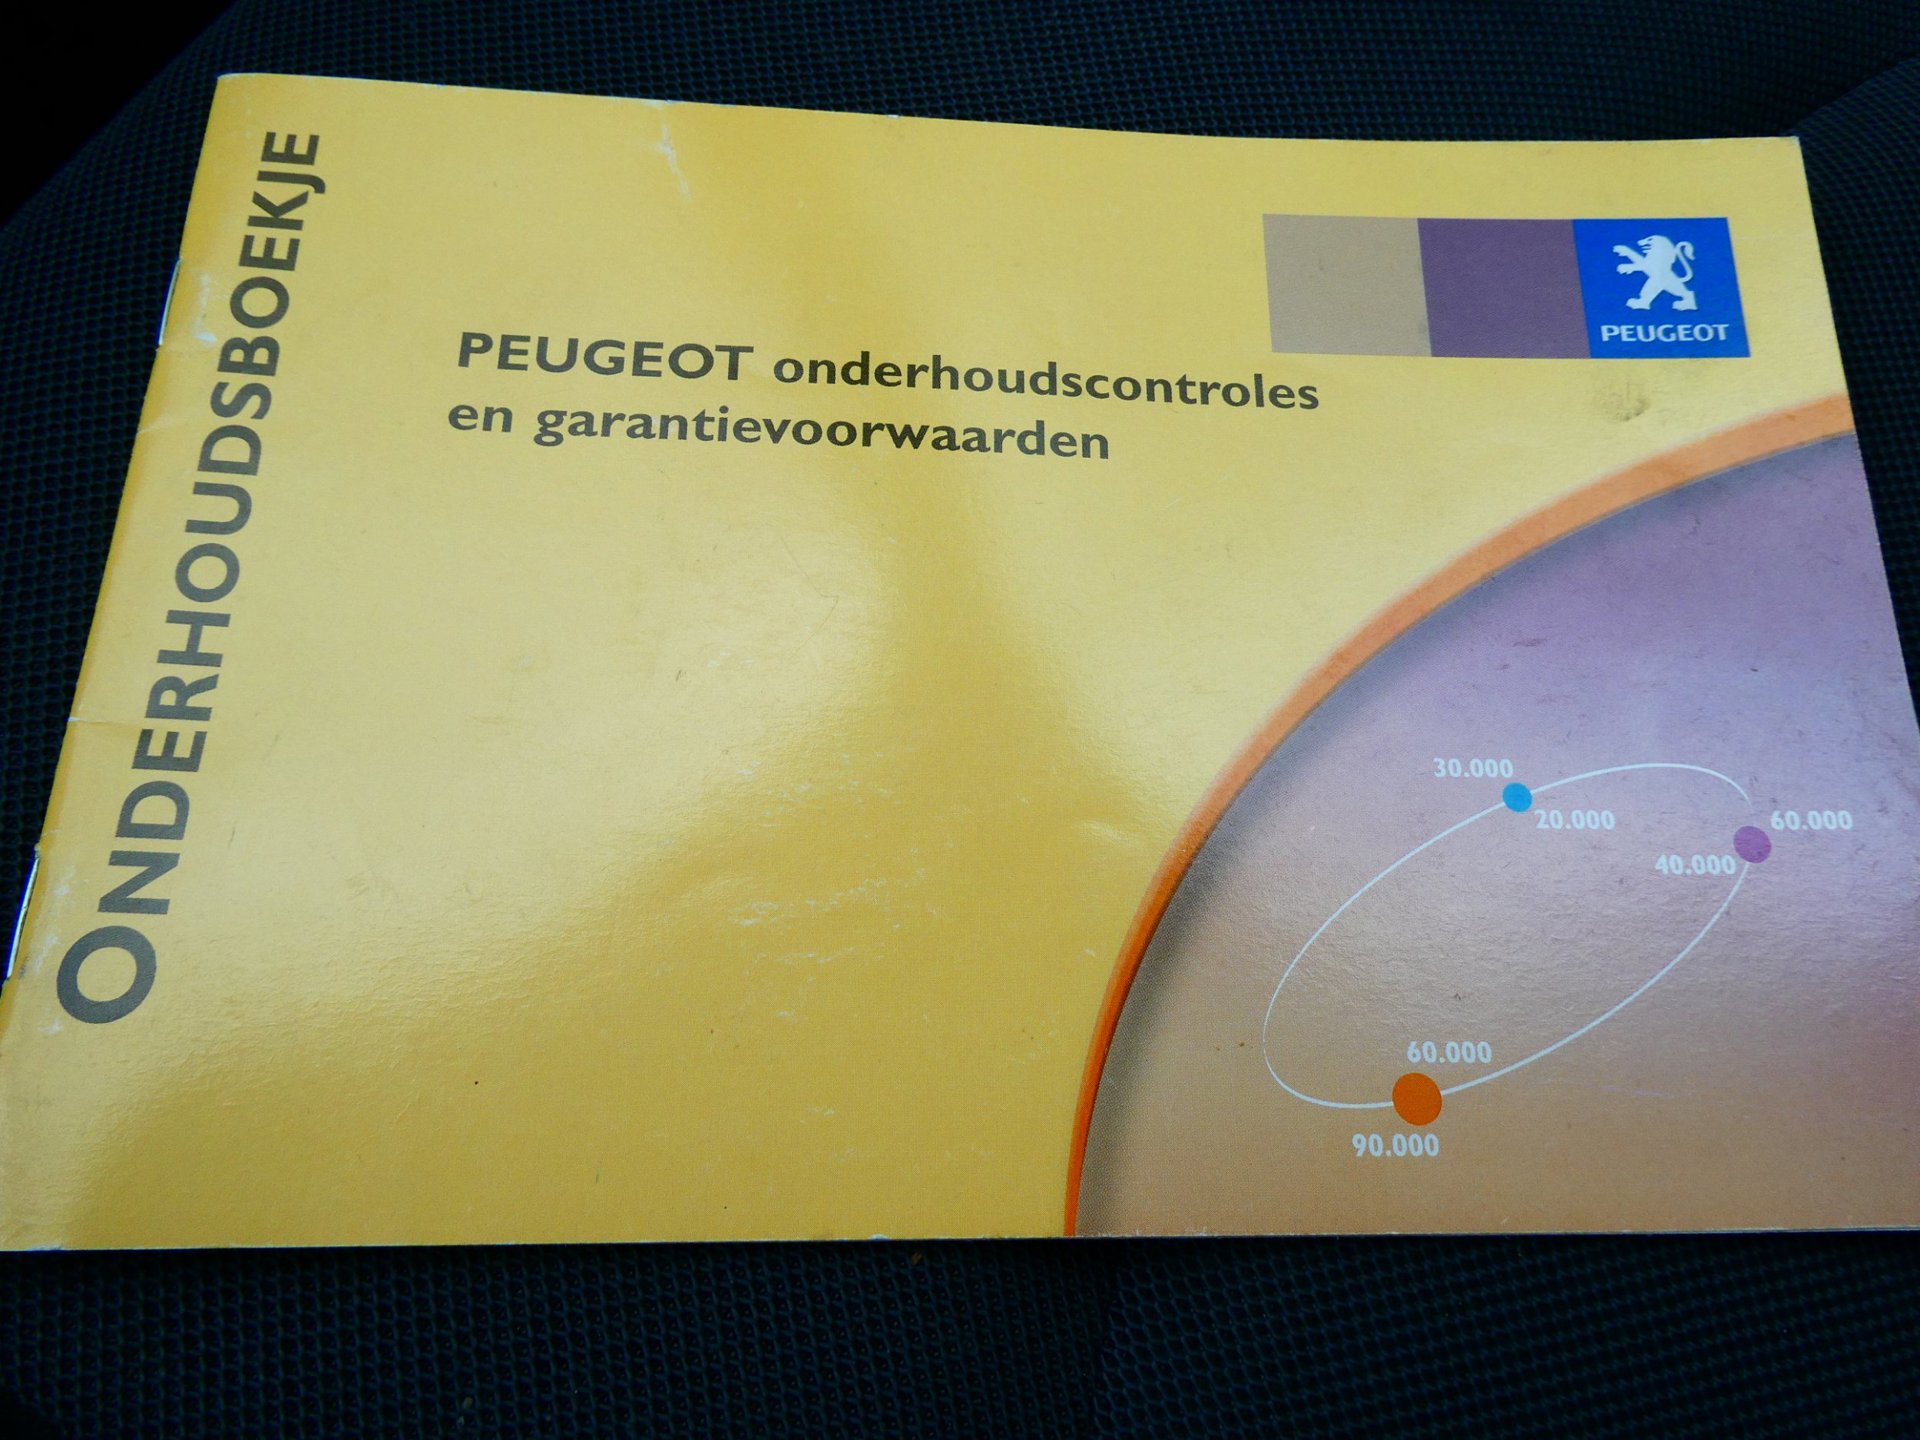 ONDERHOUDSBOEKJE
PEUGEOT
PEUGEOT onderhoudscontroles
en garantievoorwaarden
30.000
20.000
60.000
40.000
60.000
90.000